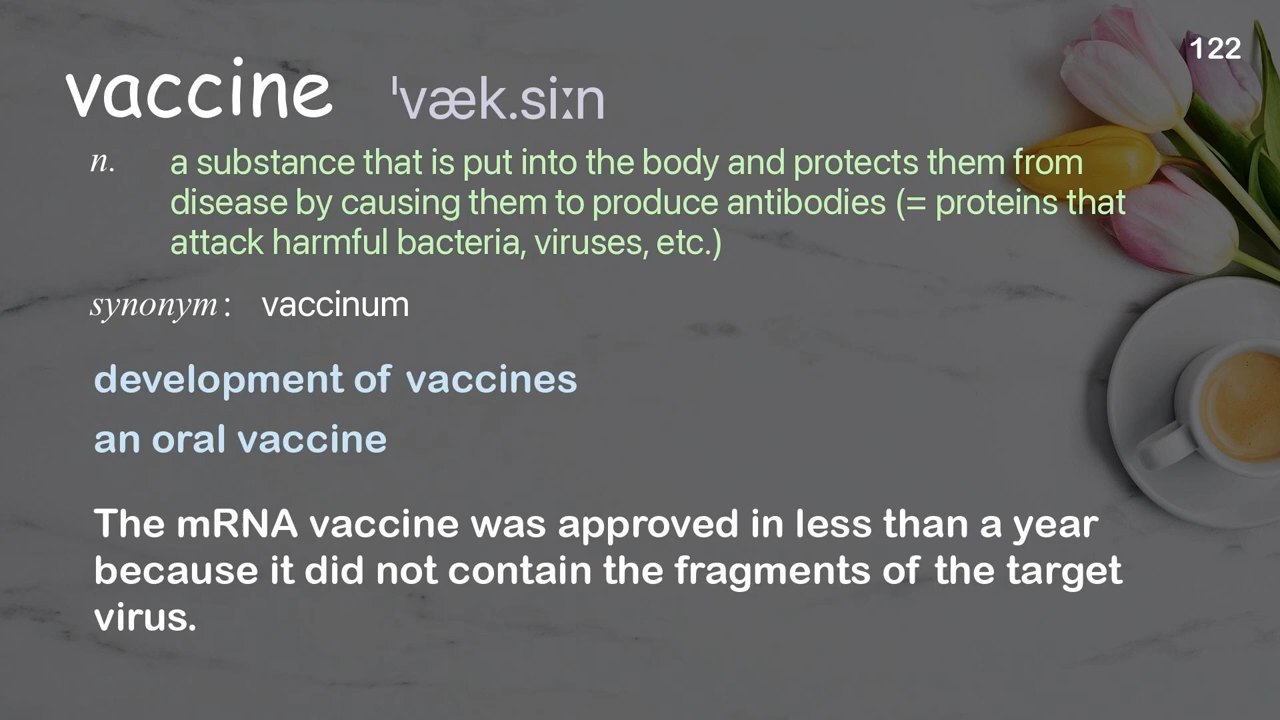 122
vaccine ˈvæk.siːn
n. a substance that is put into the body and protects them from
disease by causing them to produce antibodies (= proteins that
attack harmful bacteria, viruses, etc.)
synonym: vaccinum
development of vaccines
an oral vaccine
The mRNA vaccine was approved in less than a year
because it did not contain the fragments of the target
virus.